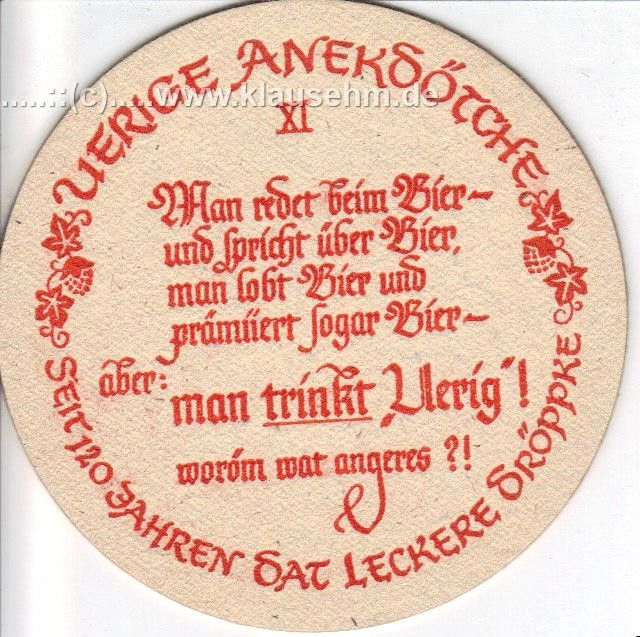 UERIGE ANEKDÖTCHE
.....::(c).....www.klausehm.de
XI
Man redet beim Bier –
und spricht über Bier,
man lobt Bier und
prämiiert sogar Bier –
aber: man trinkt „Uerig"!
woröm wat angeres ?!
SEIT 120 JAHREN DAT LECKERE DRÖPPKE